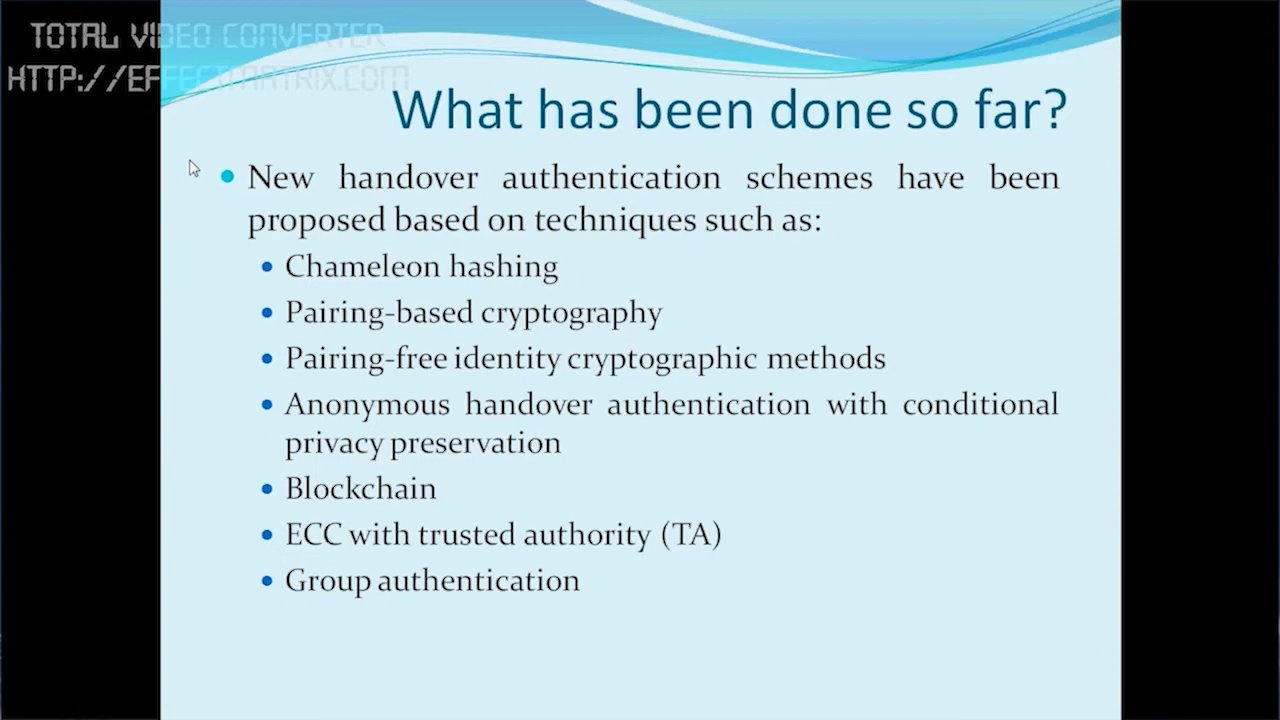 TOTAL VIDEO CONVERTER
HTTP://EFFECTMATRIX.COM
What has been done so far?
New handover authentication schemes have been
proposed based on techniques such as:
Chameleon hashing
Pairing-based cryptography
Pairing-free identity cryptographic methods
Anonymous handover authentication with conditional
privacy preservation
Blockchain
ECC with trusted authority (TA)
Group authentication